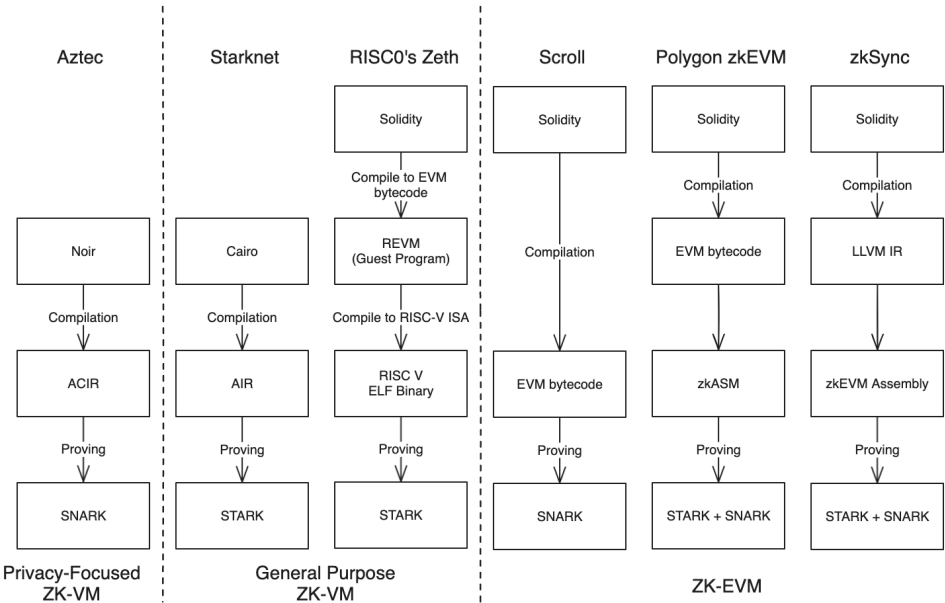 Aztec
Starknet
RISC0's Zeth
Scroll
Polygon zkEVM
zkSync
Solidity
Solidity
Solidity
Solidity
Compile to EVM
bytecode
Compilation
Compilation
Noir
Cairo
REVM
(Guest Program)
Compilation
EVM bytecode
LLVM IR
Compilation
Compilation
Compile to RISC-V ISA
ACIR
AIR
RISC V
ELF Binary
EVM bytecode
zkASM
zkEVM Assembly
Proving
Proving
Proving
Proving
Proving
Proving
SNARK
STARK
STARK
SNARK
STARK + SNARK
STARK + SNARK
Privacy-Focused
ZK-VM
General Purpose
ZK-VM
ZK-EVM